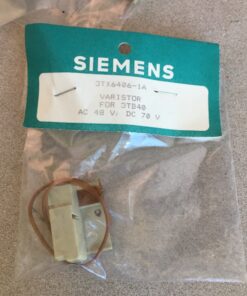 SIEMENS
3TX6406-1A
VARISTOR
FOR 3TB40
AC 48 V; DC 70 V